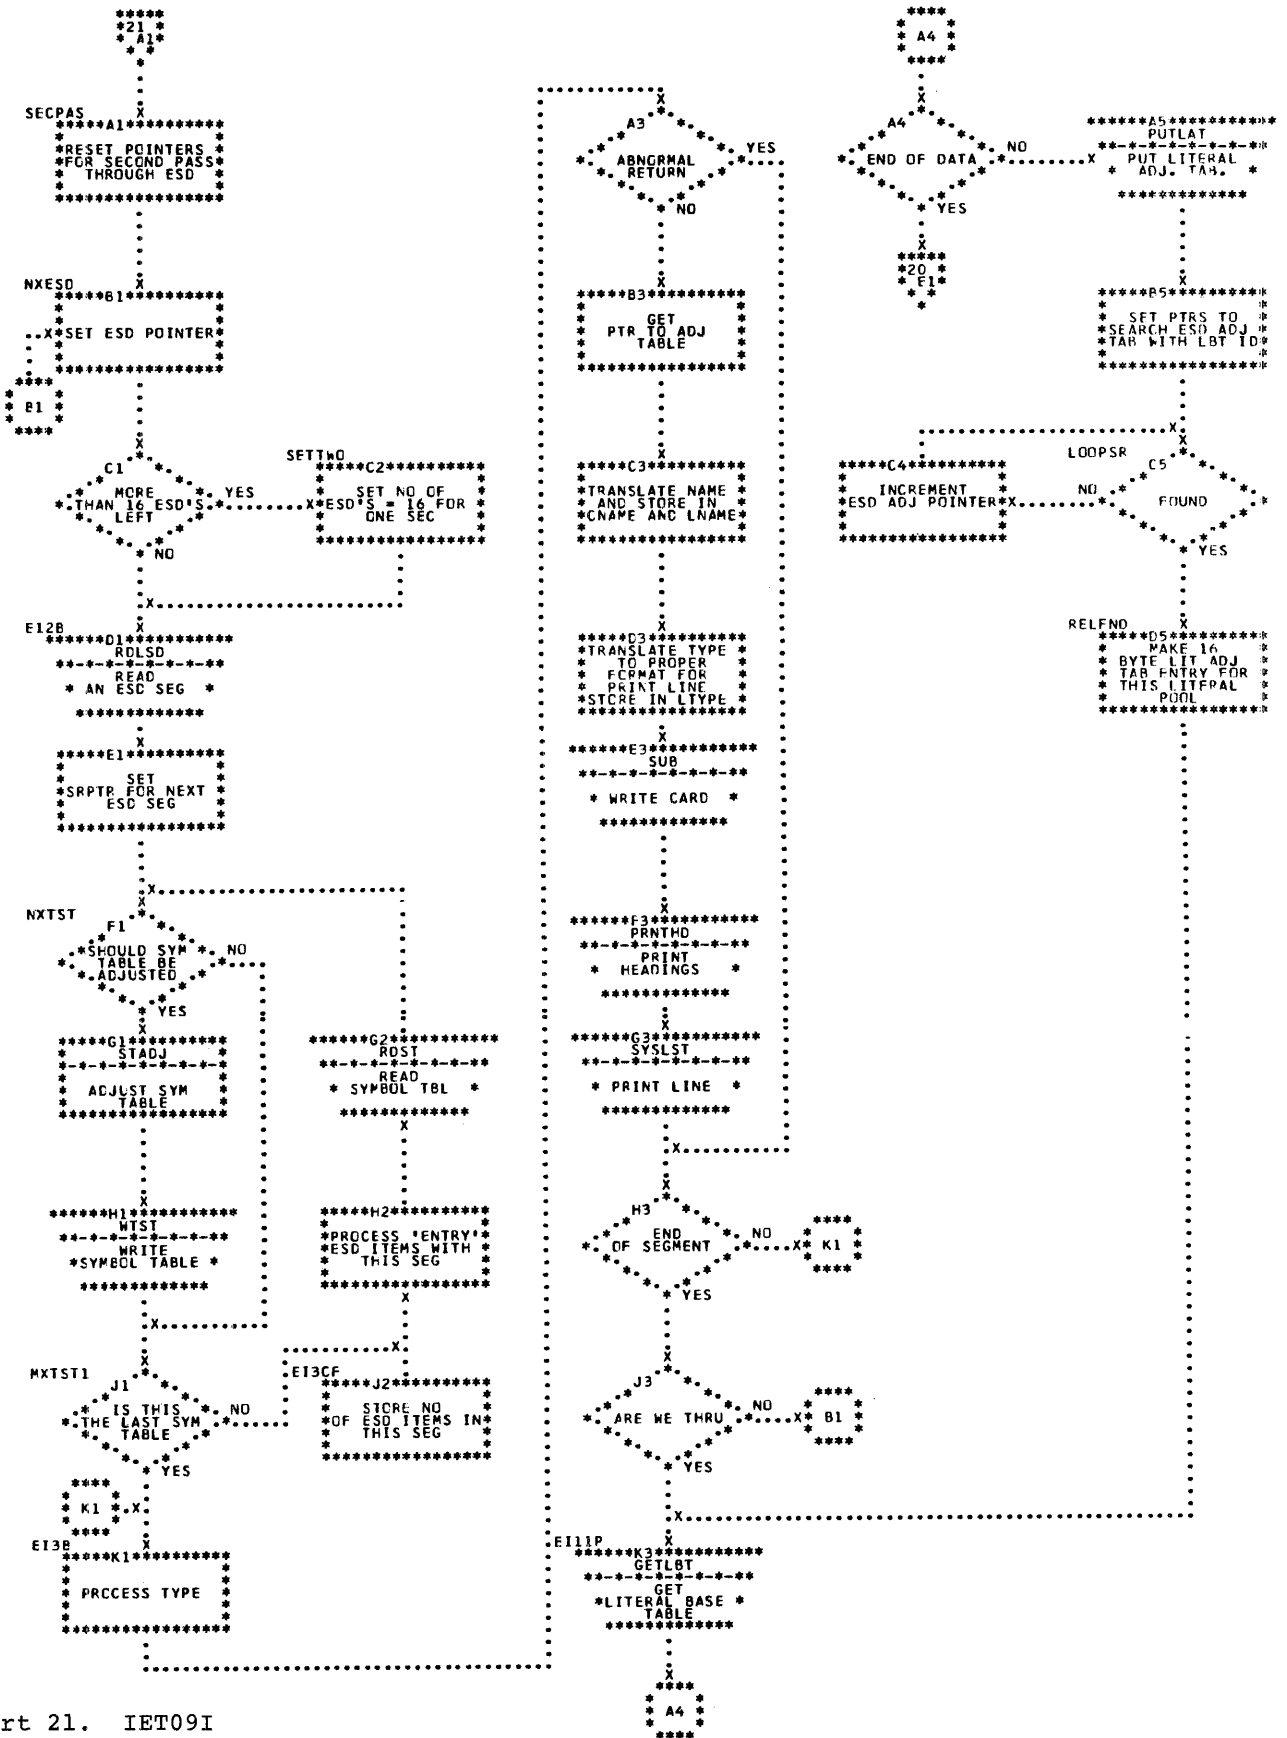 21
A1
SECPAS
A1
RESET POINTERS
FOR SECOND PASS
THROUGH ESD
NXESD
B1
SET ESD POINTER
B1
C1
MORE
THAN 16 ESD'S
LEFT
YES
NO
SETTWO
C2
SET NO OF
ESD'S = 16 FOR
ONE SEC
E12B
D1
RDLSD
READ
AN ESD SEG
E1
SET
SRPTR FOR NEXT
ESD SEG
NXTST
F1
SHOULD SYM
TABLE BE
ADJUSTED
NO
YES
G1
STADJ
ADJUST SYM
TABLE
G2
RDST
READ
SYMBOL TBL
H1
WTST
WRITE
SYMBOL TABLE
H2
PROCESS 'ENTRY'
ESD ITEMS WITH
THIS SEG
MXTST1
J1
IS THIS
THE LAST SYM
TABLE
NO
YES
EI3CF
J2
STORE NO
OF ESD ITEMS IN
THIS SEG
K1
EI3B
K1
PROCESS TYPE
A3
ABNORMAL
RETURN
YES
NO
B3
GET
PTR TO ADJ
TABLE
C3
TRANSLATE NAME
AND STORE IN
CNAME AND LNAME
D3
TRANSLATE TYPE
TO PROPER
FORMAT FOR
PRINT LINE
STORE IN LTYPE
E3
SUB
WRITE CARD
F3
PRNTHD
PRINT
HEADINGS
G3
SYSLST
PRINT LINE
H3
END
OF SEGMENT
NO
K1
YES
J3
ARE WE THRU
NO
B1
YES
EI11P
K3
GETLBT
GET
LITERAL BASE
TABLE
A4
A4
A4
END OF DATA
NO
YES
20
E1
A5
PUTLAT
PUT LITERAL
ADJ. TAB.
B5
SET PTRS TO
SEARCH ESD ADJ
TAB WITH LBT ID
C4
INCREMENT
ESD ADJ POINTER
LOOPSR
C5
FOUND
NO
YES
RELFND
D5
MAKE 16
BYTE LIT ADJ
TAB ENTRY FOR
THIS LITERAL
POOL
rt 21. IET09I